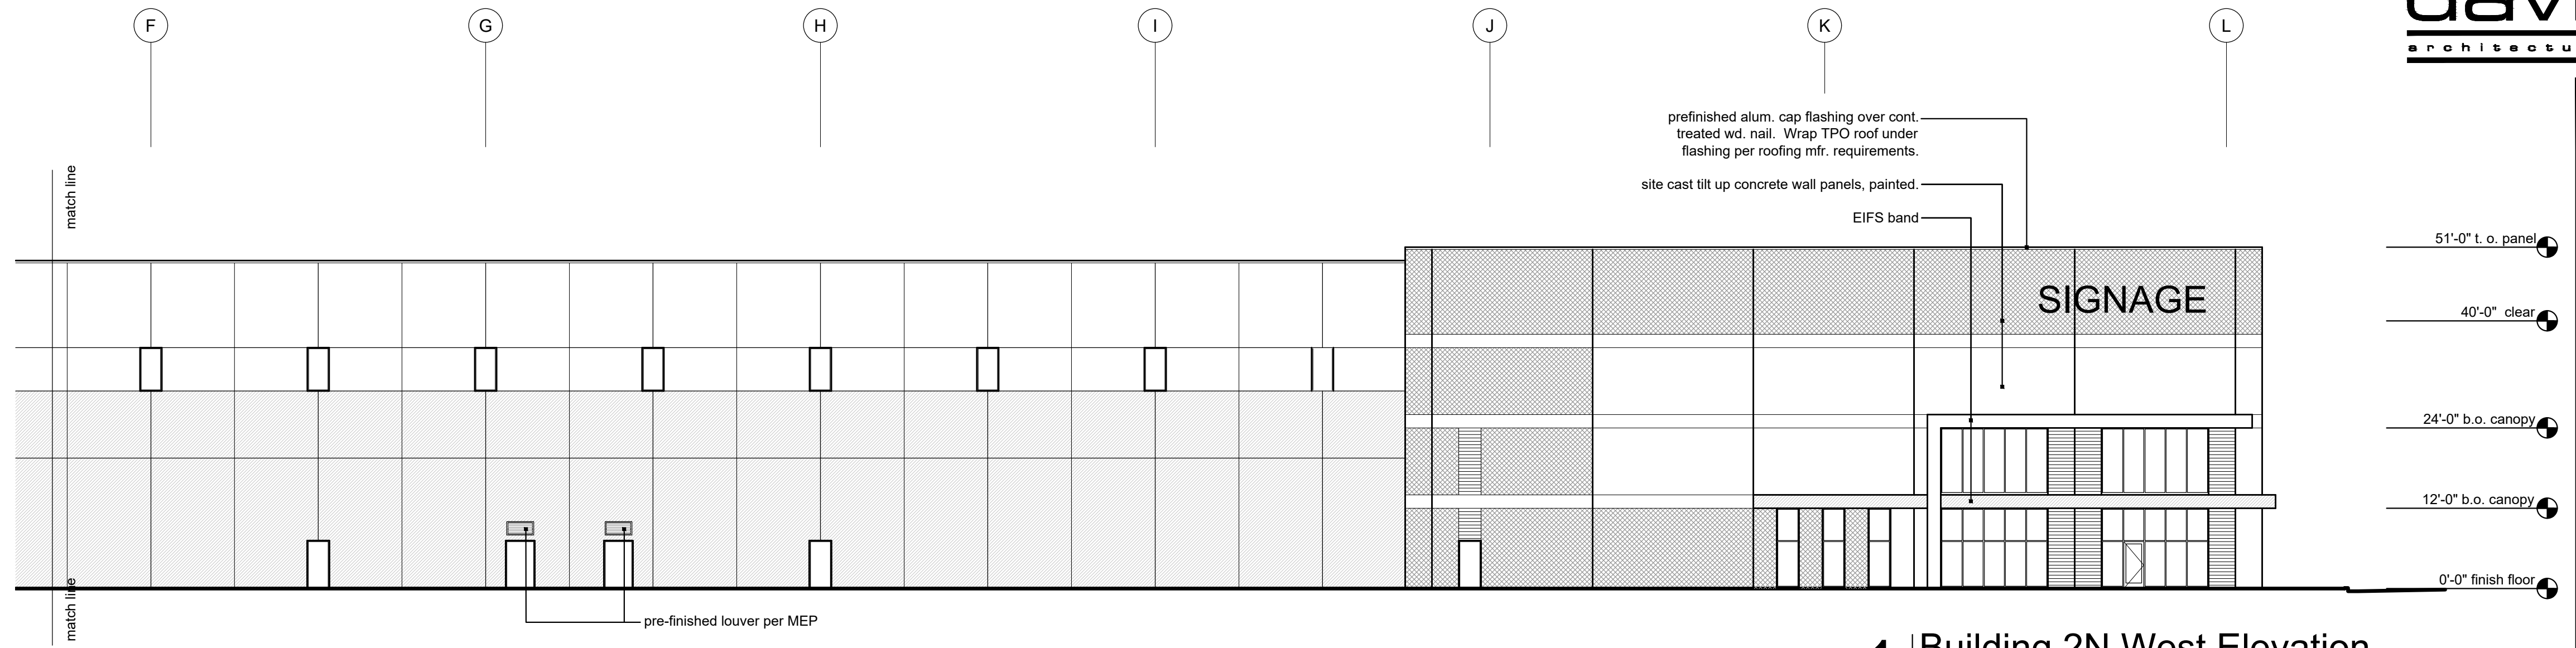 F
G
H
I
J
K
L
architectu
match line
prefinished alum. cap flashing over cont.
treated wd. nail. Wrap TPO roof under
flashing per roofing mfr. requirements.
site cast tilt up concrete wall panels, painted.
EIFS band
51'-0" t. o. panel
SIGNAGE
40'-0" clear
24'-0" b.o. canopy
12'-0" b.o. canopy
0'-0" finish floor
match line
pre-finished louver per MEP
Building 2N West Elevation